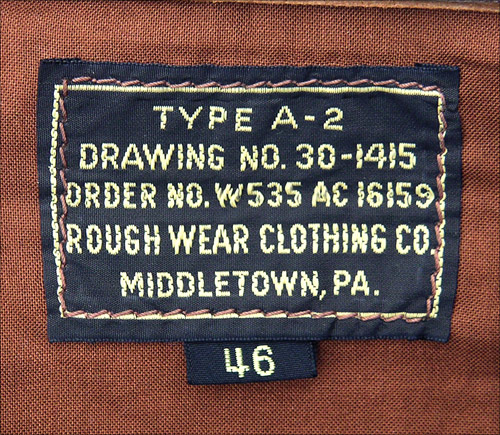 TYPE A-2
DRAWING NO. 30-1415
ORDER NO. W535 AC 16159
ROUGH WEAR CLOTHING CO.
MIDDLETOWN, PA.
46